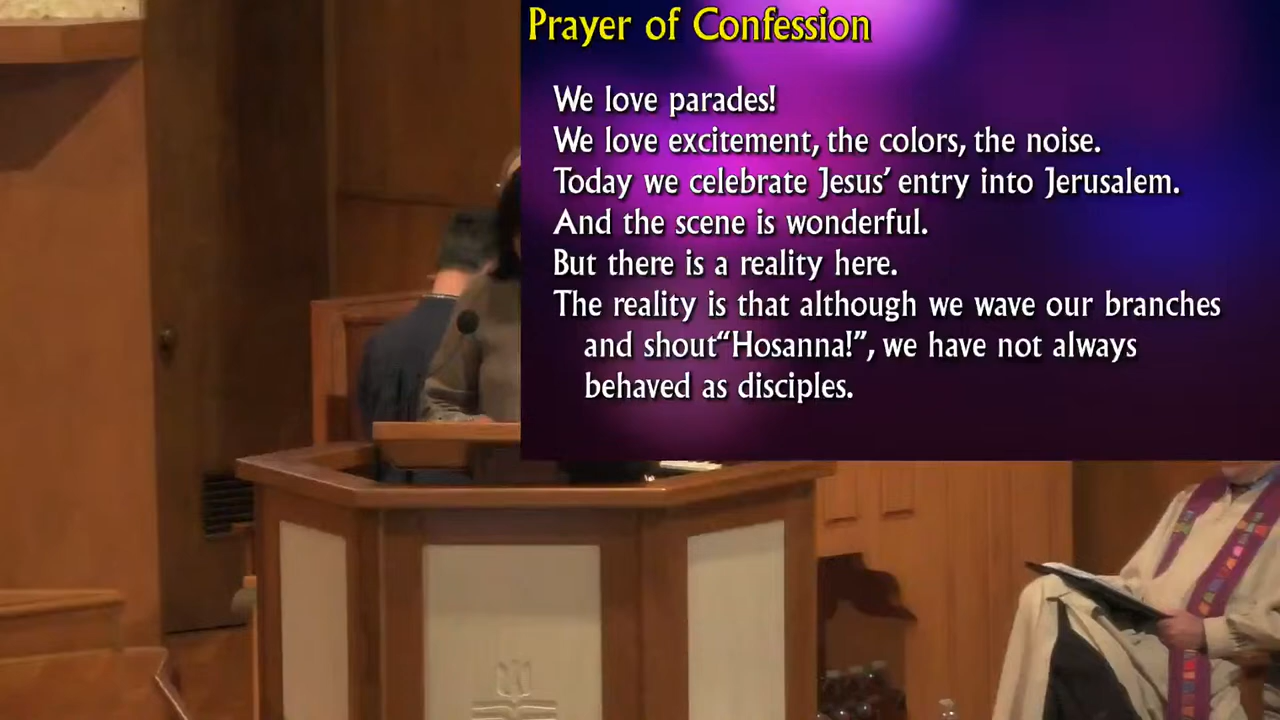 Prayer of Confession
We love parades!
We love excitement, the colors, the noise.
Today we celebrate Jesus’ entry into Jerusalem.
And the scene is wonderful.
But there is a reality here.
The reality is that although we wave our branches
and shout“Hosanna!”, we have not always
behaved as disciples.